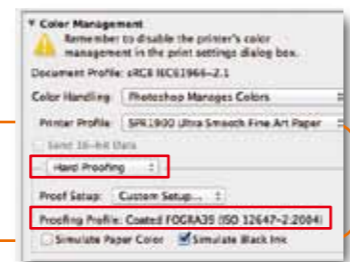 Color Management
Remember to disable the printer's color
management in the print settings dialog box.
Document Profile: sRGB IEC61966-2.1
Color Handling: Photoshop Manages Colors
Printer Profile: SPR1900 Ultra Smooth Fine Art Paper
Send 16-bit Data
Hard Proofing
Proof Setup: Custom Setup...
Proofing Profile: Coated FOGRA39 (ISO 12647-2:2004)
Simulate Paper Color Simulate Black Ink